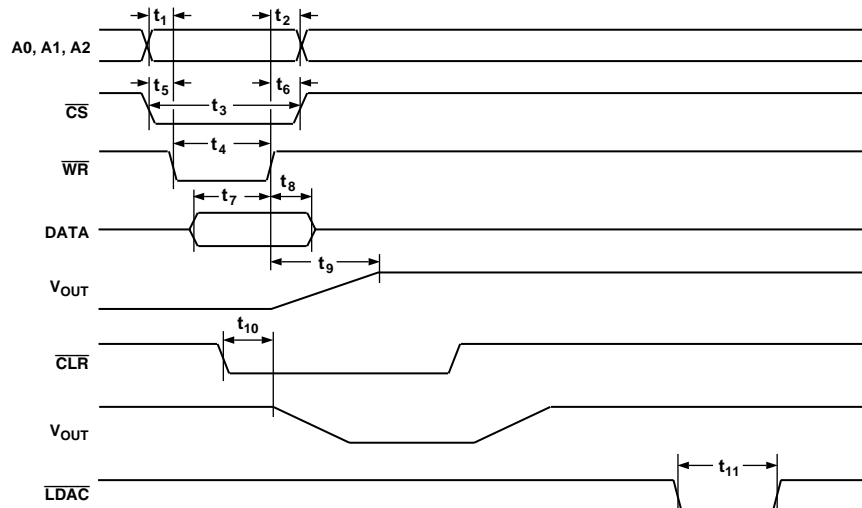 t1 t2
A0, A1, A2
t5 t3 t6
CS
t4
WR
t7 t8
DATA
t9
VOUT
t10
CLR
VOUT
t11
LDAC